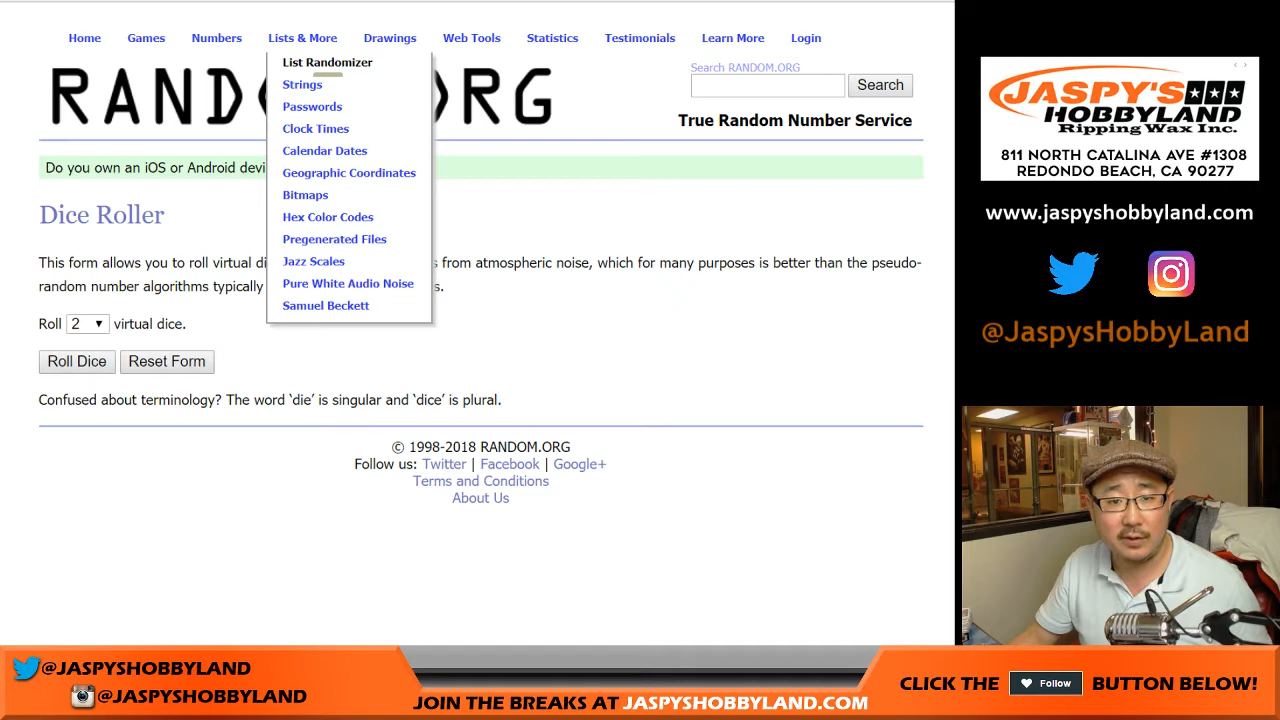 Home Games Numbers Lists & More Drawings Web Tools Statistics Testimonials Learn More Login
List Randomizer
Strings
Passwords
Clock Times
Calendar Dates
Geographic Coordinates
Bitmaps
Hex Color Codes
Pregenerated Files
Jazz Scales
Pure White Audio Noise
Samuel Beckett
RAND RG
Search RANDOM.ORG
Search
True Random Number Service
Do you own an iOS or Android devi
Dice Roller
This form allows you to roll virtual di s from atmospheric noise, which for many purposes is better than the pseudo-
random number algorithms typically s.
Roll 2 virtual dice.
Roll Dice Reset Form
Confused about terminology? The word ‘die’ is singular and ‘dice’ is plural.
© 1998-2018 RANDOM.ORG
Follow us: Twitter | Facebook | Google+
Terms and Conditions
About Us
JASPY'S
HOBBYLAND
Ripping Wax Inc.
811 NORTH CATALINA AVE #1308
REDONDO BEACH, CA 90277
www.jaspyshobbyland.com
@JaspysHobbyLand
@JASPYSHOBBYLAND
@JASPYSHOBBYLAND
JOIN THE BREAKS AT JASPYSHOBBYLAND.COM
CLICK THE Follow BUTTON BELOW!